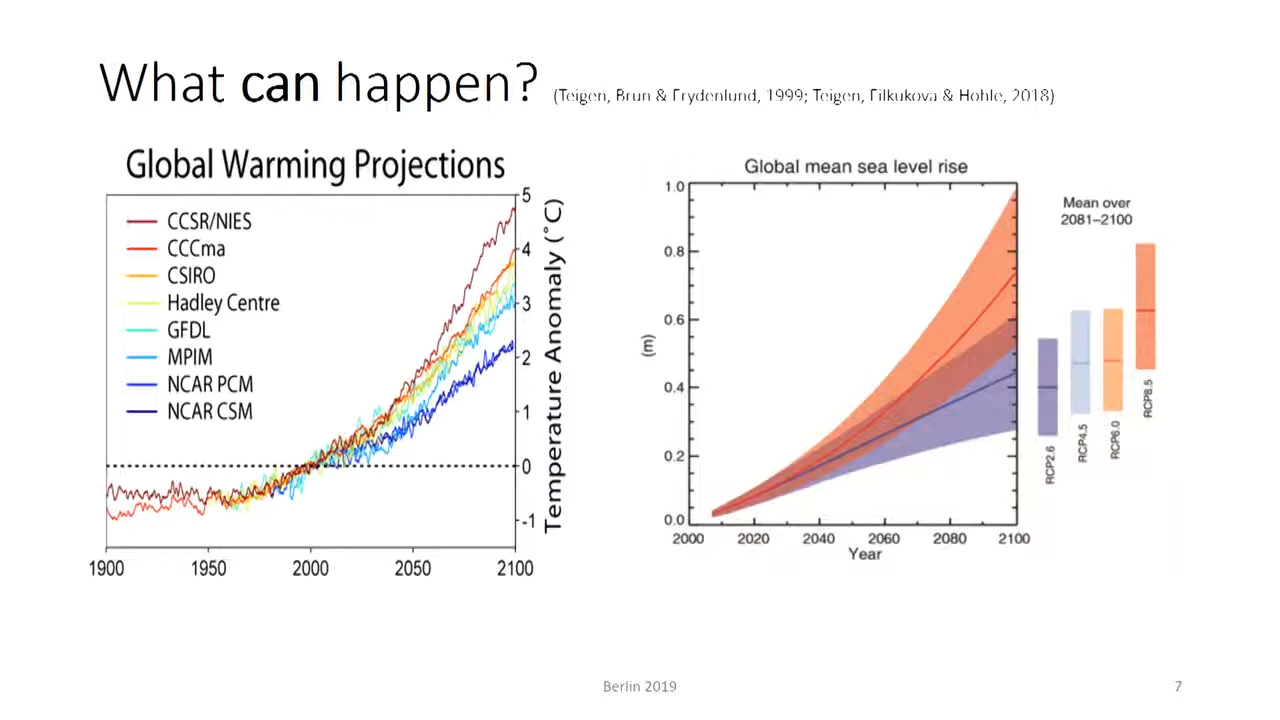 What can happen? (Teigen, Brun & Frydenlund, 1999; Teigen, Filkukova & Hohle, 2018)
Global Warming Projections
CCSR/NIES
CCCma
CSIRO
Hadley Centre
GFDL
MPIM
NCAR PCM
NCAR CSM
5
4
3
2
1
0
-1
Temperature Anomaly (°C)
1900 1950 2000 2050 2100
Global mean sea level rise
1.0
0.8
0.6
0.4
0.2
0.0
(m)
2000 2020 2040 2060 2080 2100
Year
Mean over
2081–2100
RCP2.6
RCP4.5
RCP6.0
RCP8.5
Berlin 2019
7